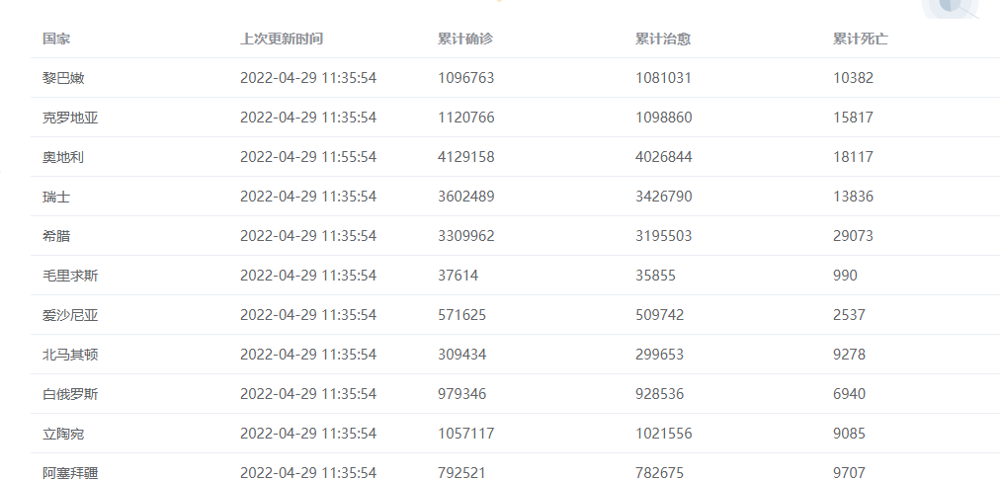 国家 上次更新时间 累计确诊 累计治愈 累计死亡
黎巴嫩 2022-04-29 11:35:54 1096763 1081031 10382
克罗地亚 2022-04-29 11:35:54 1120766 1098860 15817
奥地利 2022-04-29 11:55:54 4129158 4026844 18117
瑞士 2022-04-29 11:35:54 3602489 3426790 13836
希腊 2022-04-29 11:35:54 3309962 3195503 29073
毛里求斯 2022-04-29 11:35:54 37614 35855 990
爱沙尼亚 2022-04-29 11:35:54 571625 509742 2537
北马其顿 2022-04-29 11:35:54 309434 299653 9278
白俄罗斯 2022-04-29 11:35:54 979346 928536 6940
立陶宛 2022-04-29 11:35:54 1057117 1021556 9085
阿塞拜疆 2022-04-29 11:35:54 792521 782675 9707